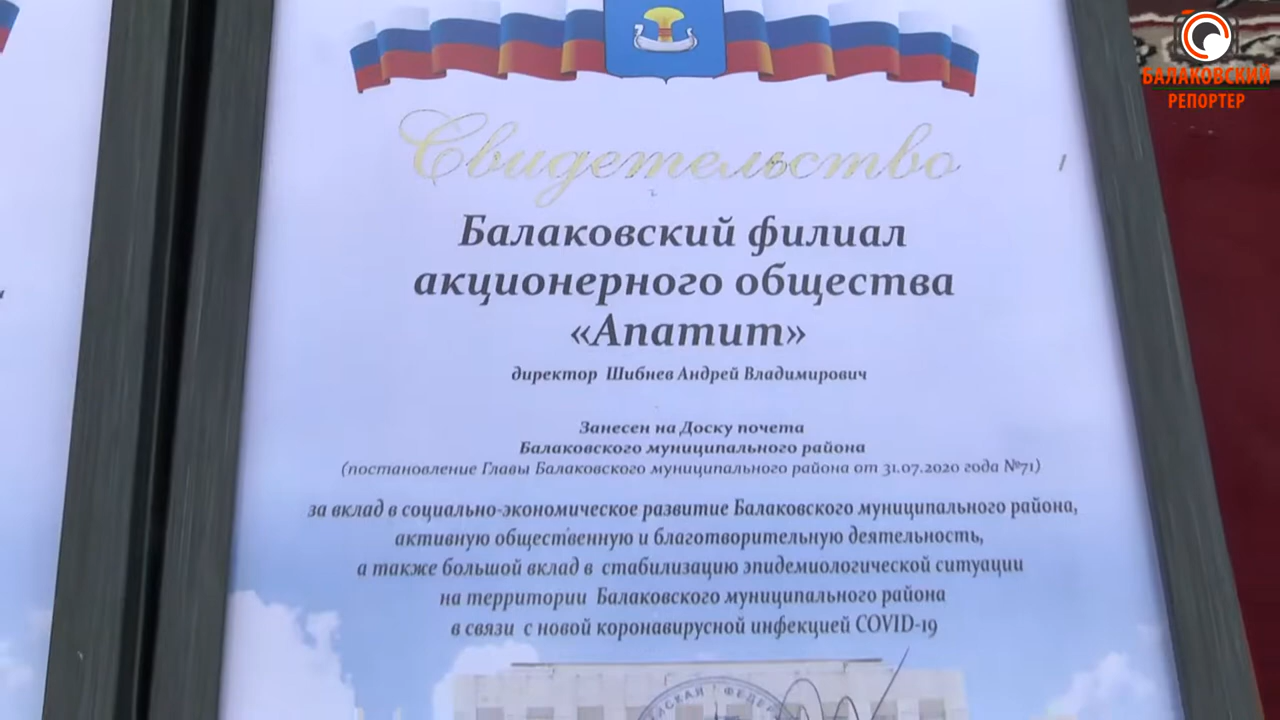 БАЛАКОВСКИЙ
РЕПОРТЕР
Свидетельство
Балаковский филиал
акционерного общества
«Апатит»
директор Шибнев Андрей Владимирович
Занесен на Доску почета
Балаковского муниципального района
(постановление Главы Балаковского муниципального района от 31.07.2020 года №71)
за вклад в социально-экономическое развитие Балаковского муниципального района,
активную общественную и благотворительную деятельность,
а также большой вклад в стабилизацию эпидемиологической ситуации
на территории Балаковского муниципального района
в связи с новой коронавирусной инфекцией COVID-19